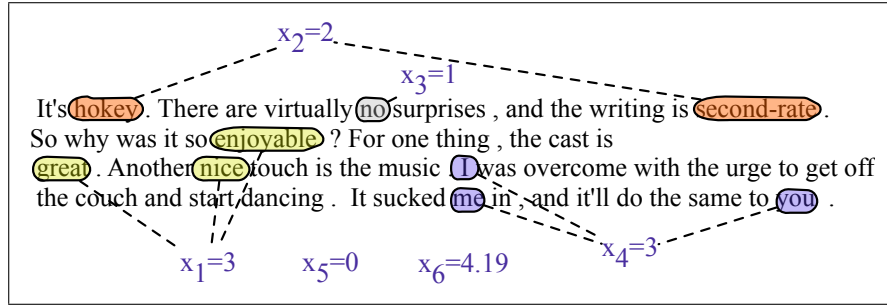 x2=2
x3=1
It's hokey . There are virtually no surprises , and the writing is second-rate .
So why was it so enjoyable ? For one thing , the cast is
great . Another nice touch is the music . I was overcome with the urge to get off
the couch and start dancing . It sucked me in , and it'll do the same to you .
x1=3 x5=0 x6=4.19 x4=3